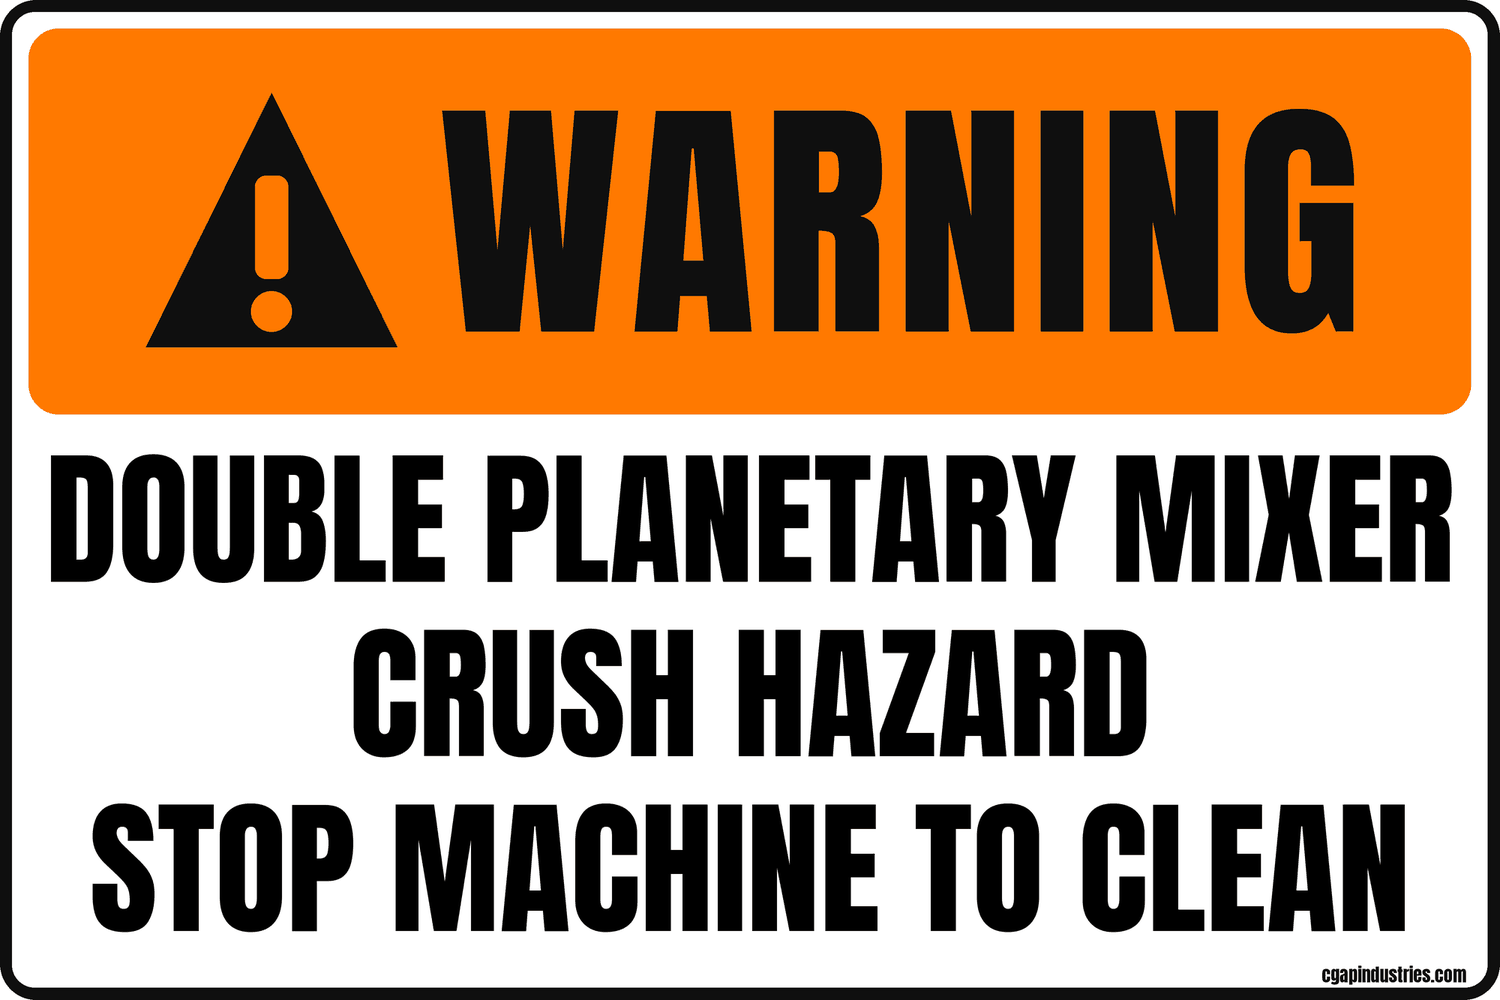 WARNING
DOUBLE PLANETARY MIXER
CRUSH HAZARD
STOP MACHINE TO CLEAN
cgapindustries.com